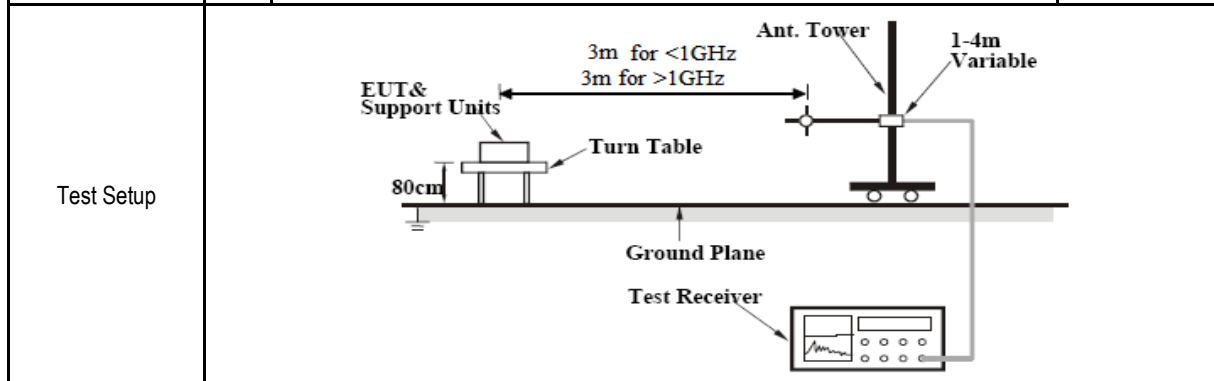 Test Setup
Ant. Tower
1-4m
Variable
3m for <1GHz
3m for >1GHz
EUT&
Support Units
Turn Table
80cm
Ground Plane
Test Receiver